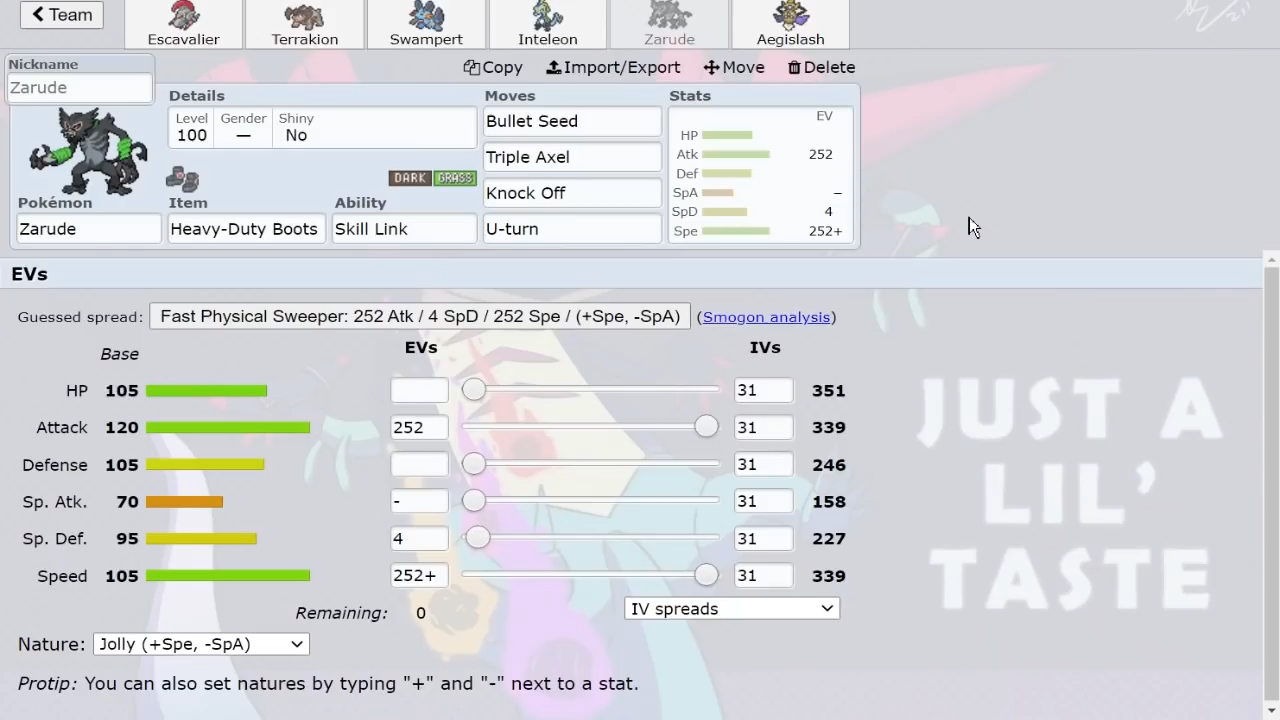 Team
Escavalier
Terrakion
Swampert
Inteleon
Zarude
Aegislash
Copy
Import/Export
Move
Delete
Nickname
Zarude
Details
Level
100
Gender
—
Shiny
No
DARK
GRASS
Pokémon
Zarude
Item
Heavy-Duty Boots
Ability
Skill Link
Moves
Bullet Seed
Triple Axel
Knock Off
U-turn
Stats
EV
HP
Atk 252
Def
SpA –
SpD 4
Spe 252+
EVs
Guessed spread: Fast Physical Sweeper: 252 Atk / 4 SpD / 252 Spe / (+Spe, -SpA) (Smogon analysis)
Base EVs IVs
HP 105 31 351
Attack 120 252 31 339
Defense 105 31 246
Sp. Atk. 70 - 31 158
Sp. Def. 95 4 31 227
Speed 105 252+ 31 339
Remaining: 0 IV spreads
Nature: Jolly (+Spe, -SpA)
Protip: You can also set natures by typing "+" and "-" next to a stat.
JUST A
LIL'
TASTE